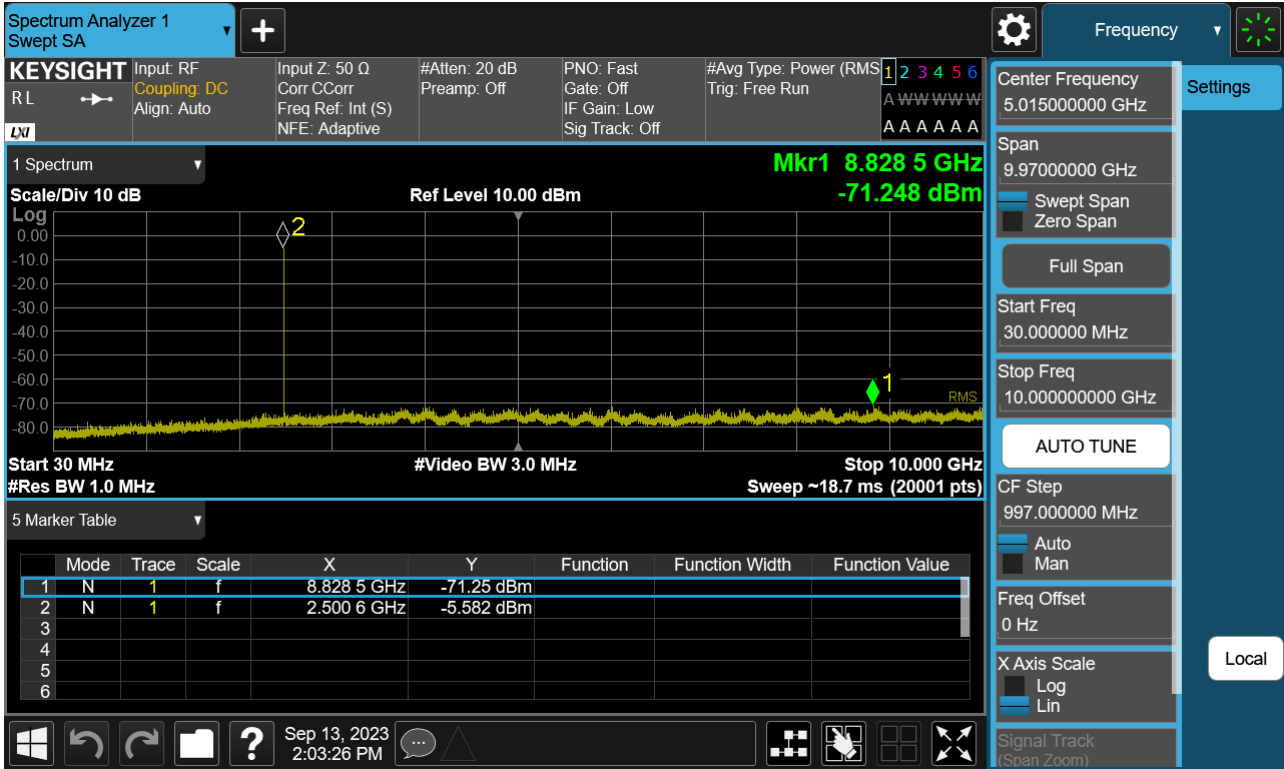 Spectrum Analyzer 1
Swept SA
Frequency
KEYSIGHT
R L
LXI
Input: RF
Coupling: DC
Align: Auto
Input Z: 50 Ω
Corr CCorr
Freq Ref: Int (S)
NFE: Adaptive
#Atten: 20 dB
Preamp: Off
PNO: Fast
Gate: Off
IF Gain: Low
Sig Track: Off
#Avg Type: Power (RMS
Trig: Free Run
1 2 3 4 5 6
A W W W W W
A A A A A A
1 Spectrum
Scale/Div 10 dB
Ref Level 10.00 dBm
Mkr1 8.828 5 GHz
-71.248 dBm
Log
0.00
-10.0
-20.0
-30.0
-40.0
-50.0
-60.0
-70.0
-80.0
2
1
RMS
Start 30 MHz
#Video BW 3.0 MHz
Stop 10.000 GHz
#Res BW 1.0 MHz
Sweep ~18.7 ms (20001 pts)
5 Marker Table
Mode Trace Scale X Y Function Function Width Function Value
1 N 1 f 8.828 5 GHz -71.25 dBm
2 N 1 f 2.500 6 GHz -5.582 dBm
3
4
5
6
?
Sep 13, 2023
2:03:26 PM
Center Frequency
5.015000000 GHz
Span
9.97000000 GHz
Swept Span
Zero Span
Full Span
Start Freq
30.000000 MHz
Stop Freq
10.000000000 GHz
AUTO TUNE
CF Step
997.000000 MHz
Auto
Man
Freq Offset
0 Hz
X Axis Scale
Log
Lin
Signal Track
(Span Zoom)
Settings
Local